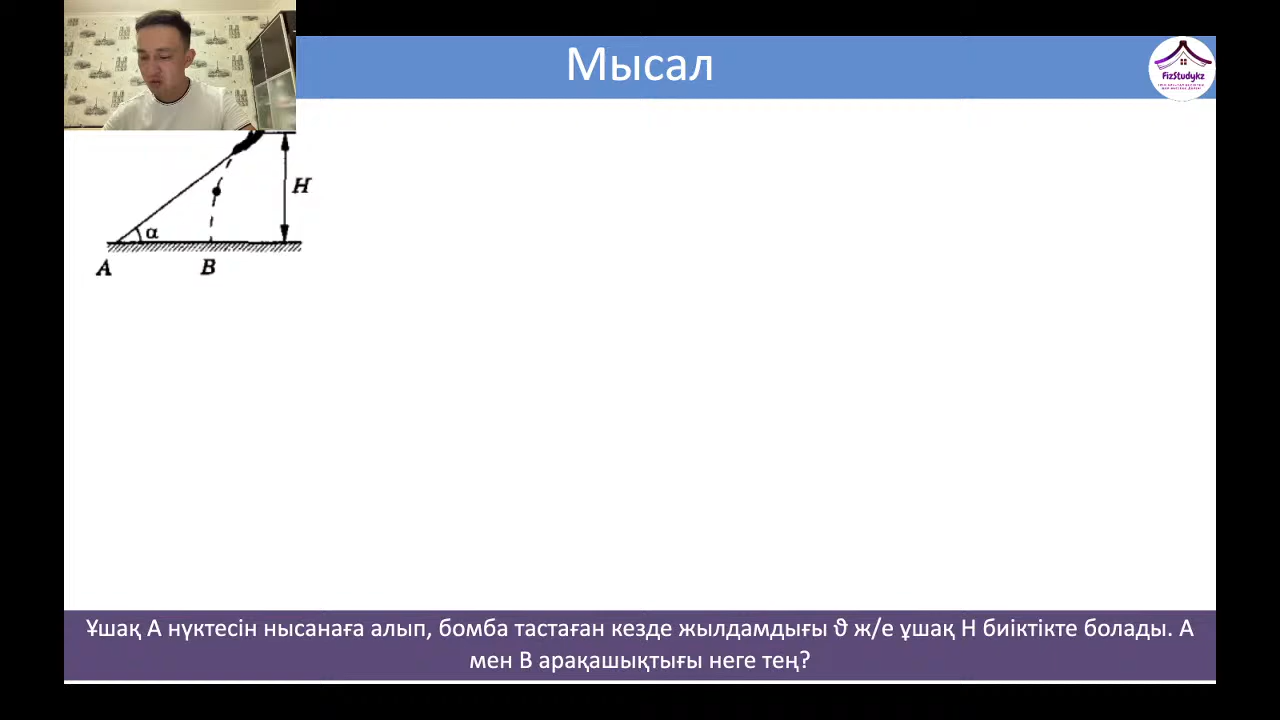 Мысал
FizStudykz
H
α
A
B
Ұшақ А нүктесін нысанаға алып, бомба тастаған кезде жылдамдығы ϑ ж/е ұшақ Н биіктікте болады. А
мен В арақашықтығы неге тең?